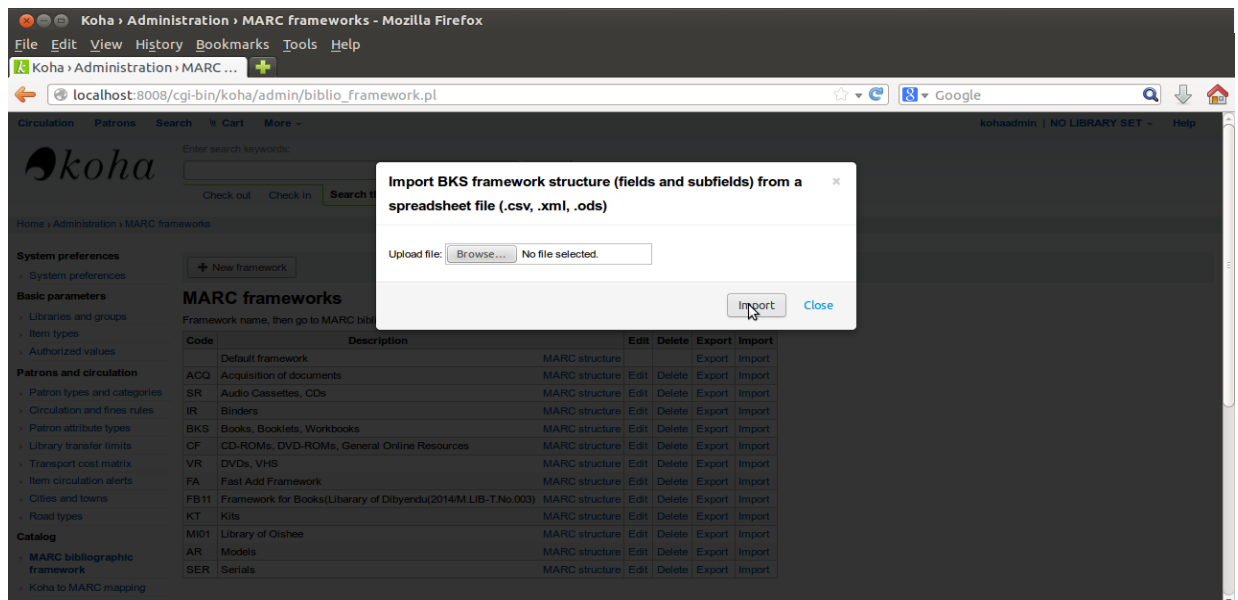 Koha › Administration › MARC frameworks - Mozilla Firefox
File Edit View History Bookmarks Tools Help
Koha › Administration › MARC ...
localhost:8008/cgi-bin/koha/admin/biblio_framework.pl
Google
Circulation Patrons Search Cart More
kohaadmin | NO LIBRARY SET
Help
koha
Enter search keywords:
Check out Check in Search
Home › Administration › MARC frameworks
Import BKS framework structure (fields and subfields) from a
spreadsheet file (.csv, .xml, .ods)
×
Upload file: Browse... No file selected.
Import Close
System preferences
› System preferences
Basic parameters
› Libraries and groups
› Item types
› Authorized values
Patrons and circulation
› Patron types and categories
› Circulation and fines rules
› Patron attribute types
› Library transfer limits
› Transport cost matrix
› Item circulation alerts
› Cities and towns
› Road types
Catalog
› MARC bibliographic
framework
› Koha to MARC mapping
New framework
MARC frameworks
Framework name, then go to MARC
Code Description Edit Delete Export Import
Default framework MARC structure Export Import
ACQ Acquisition of documents MARC structure Edit Delete Export Import
SR Audio Cassettes, CDs MARC structure Edit Delete Export Import
IR Binders MARC structure Edit Delete Export Import
BKS Books, Booklets, Workbooks MARC structure Edit Delete Export Import
CF CD-ROMs, DVD-ROMs, General Online Resources MARC structure Edit Delete Export Import
VR DVDs, VHS MARC structure Edit Delete Export Import
FA Fast Add Framework MARC structure Edit Delete Export Import
FB11 Framework for Books(Libarary of Dibyendu(2014/M.LIB-T.No.003) MARC structure Edit Delete Export Import
KT Kits MARC structure Edit Delete Export Import
MI01 Library of Oishee MARC structure Edit Delete Export Import
AR Models MARC structure Edit Delete Export Import
SER Serials MARC structure Edit Delete Export Import